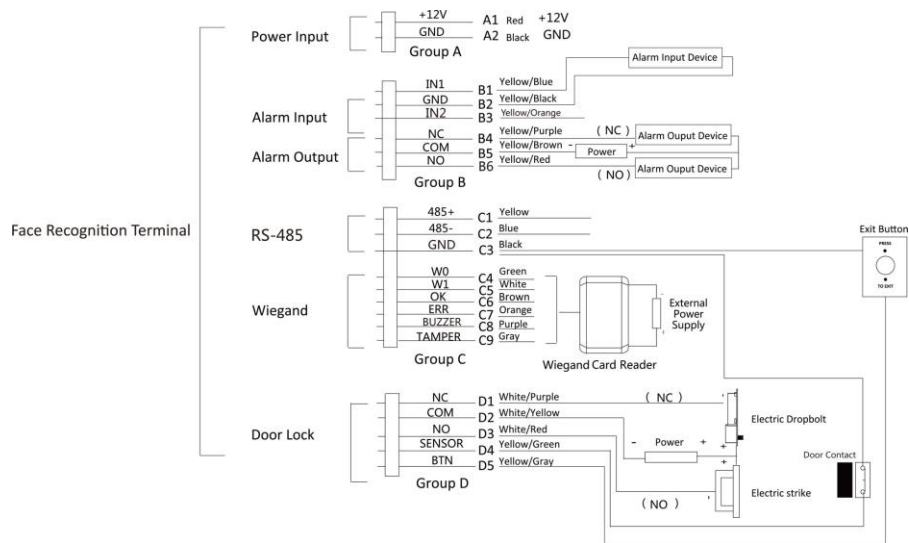 Face Recognition Terminal
Power Input
+12V A1 Red +12V
GND A2 Black GND
Group A
Alarm Input
Alarm Output
IN1 B1 Yellow/Blue
GND B2 Yellow/Black
IN2 B3 Yellow/Orange
NC B4 Yellow/Purple (NC)
COM B5 Yellow/Brown - Power +
NO B6 Yellow/Red (NO)
Group B
Alarm Input Device
Alarm Ouput Device
Alarm Ouput Device
RS-485
485+ C1 Yellow
485- C2 Blue
GND C3 Black
Wiegand
W0 C4 Green
W1 C5 White
OK C6 Brown
ERR C7 Orange
BUZZER C8 Purple
TAMPER C9 Gray
Group C
Wiegand Card Reader
External
Power
Supply
Exit Button
PRESS
TO EXIT
Door Lock
NC D1 White/Purple (NC)
COM D2 White/Yellow - Power +
NO D3 White/Red
SENSOR D4 Yellow/Green
BTN D5 Yellow/Gray
Group D
(NO)
- Electric Dropbolt
+
+
- Electric strike
Door Contact